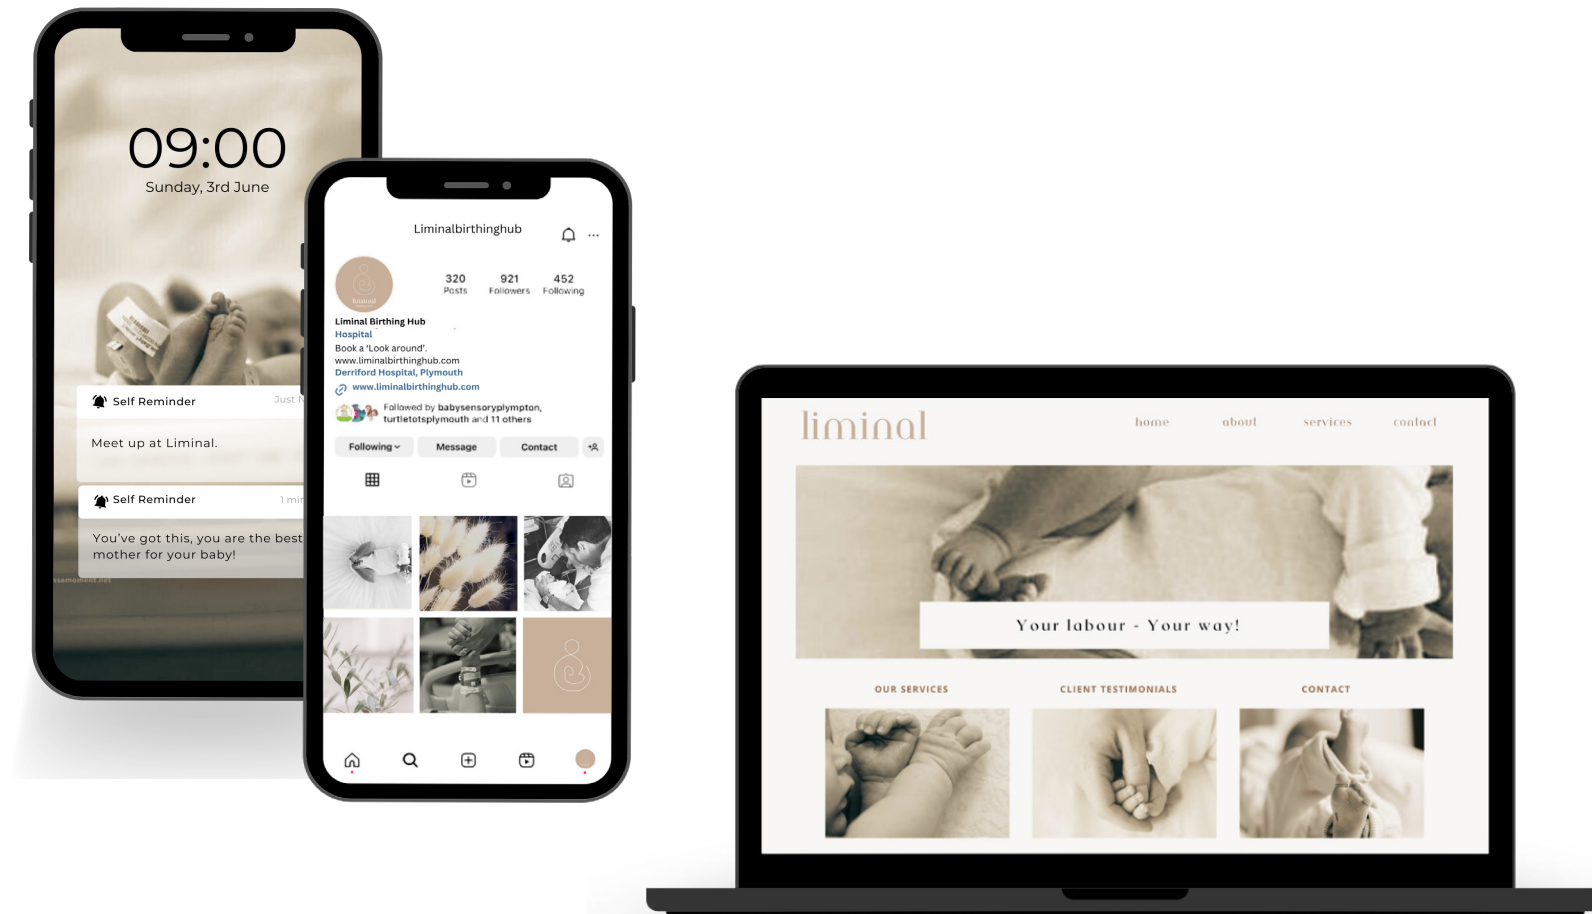 09:00
Sunday, 3rd June
Self Reminder
Just N
Meet up at Liminal.
Self Reminder
1 min
You've got this, you are the best
mother for your baby!
Liminalbirthinghub
...
liminal
320 921 452
Posts Followers Following
Liminal Birthing Hub
Hospital
Book a 'Look around'.
www.liminalbirthinghub.com
Derriford Hospital, Plymouth
www.liminalbirthinghub.com
Followed by babysensoryplympton,
turtletotsplymouth and 11 others
Following Message Contact
liminal
home about services contact
Your labour - Your way!
OUR SERVICES CLIENT TESTIMONIALS CONTACT